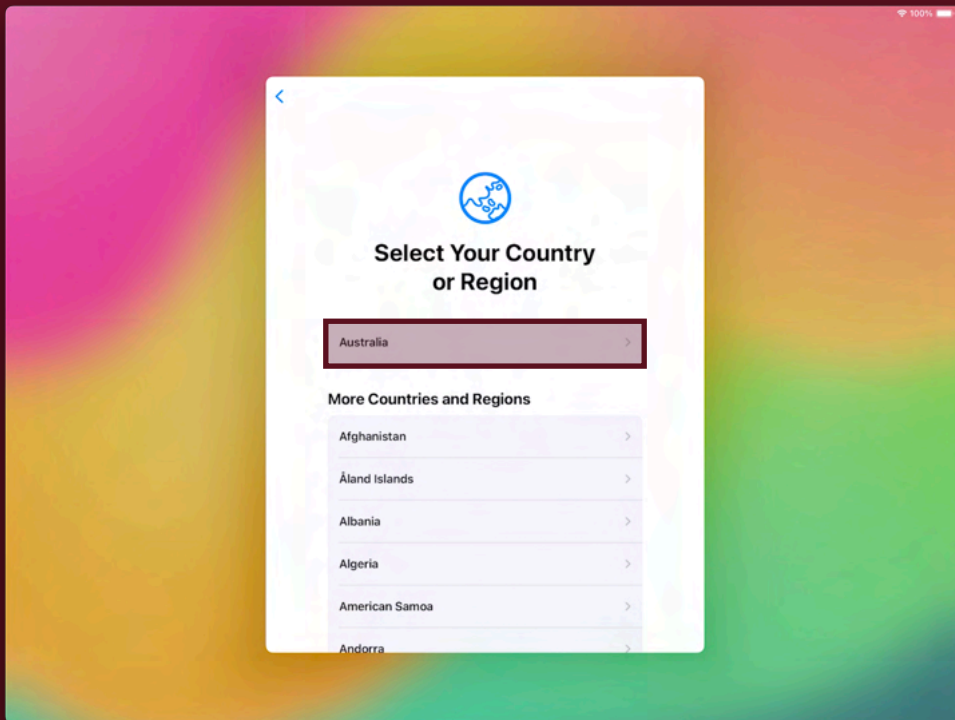 100%
Select Your Country
or Region
Australia
More Countries and Regions
Afghanistan
Åland Islands
Albania
Algeria
American Samoa
Andorra